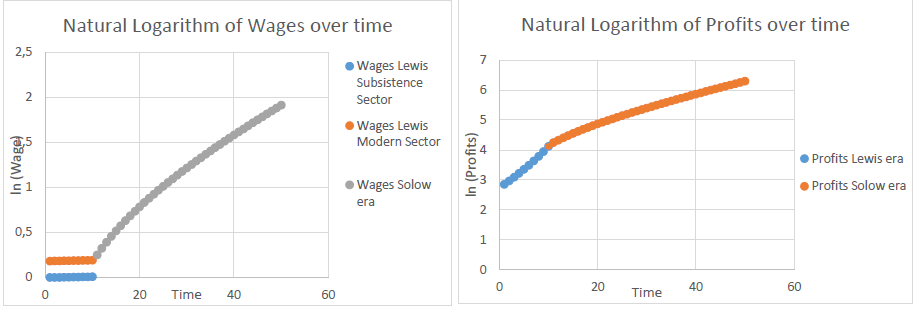 Natural Logarithm of Wages over time
2,5
2
1,5
1
0,5
0
0
20
40
60
ln (Wage)
Time
Wages Lewis
Subsistence
Sector
Wages Lewis
Modern Sector
Wages Solow
era
Natural Logarithm of Profits over time
7
6
5
4
3
2
1
0
0
20
40
60
ln (Profits)
Time
Profits Lewis era
Profits Solow era